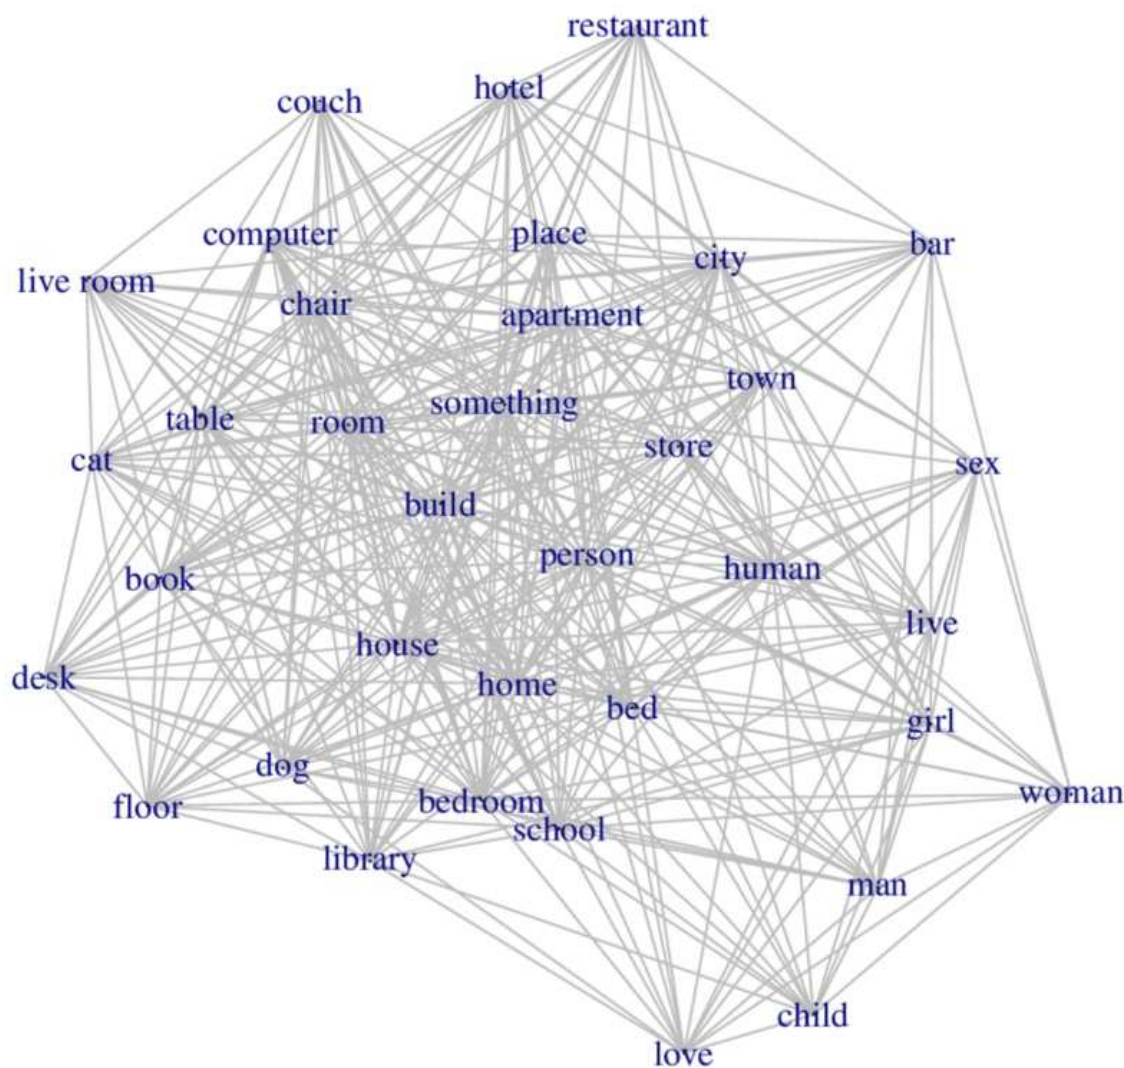 restaurant
hotel
couch
computer
place
city
bar
live room
chair
apartment
town
something
table
room
store
cat
sex
build
person
human
book
live
house
desk
home
bed
girl
dog
woman
bedroom
floor
school
library
man
child
love